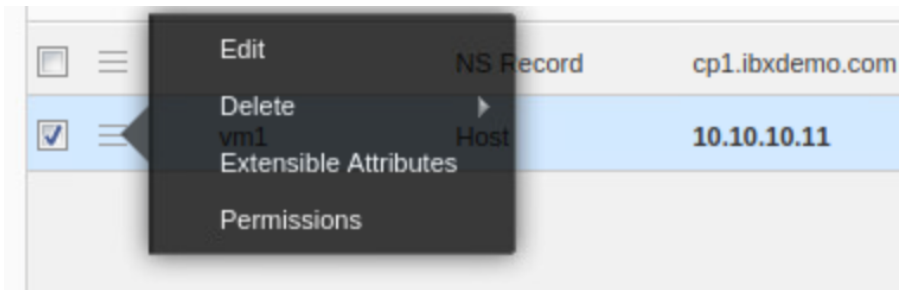 Edit
NS Record cp1.ibxdemo.com
Delete
vm1 Host 10.10.10.11
Extensible Attributes
Permissions